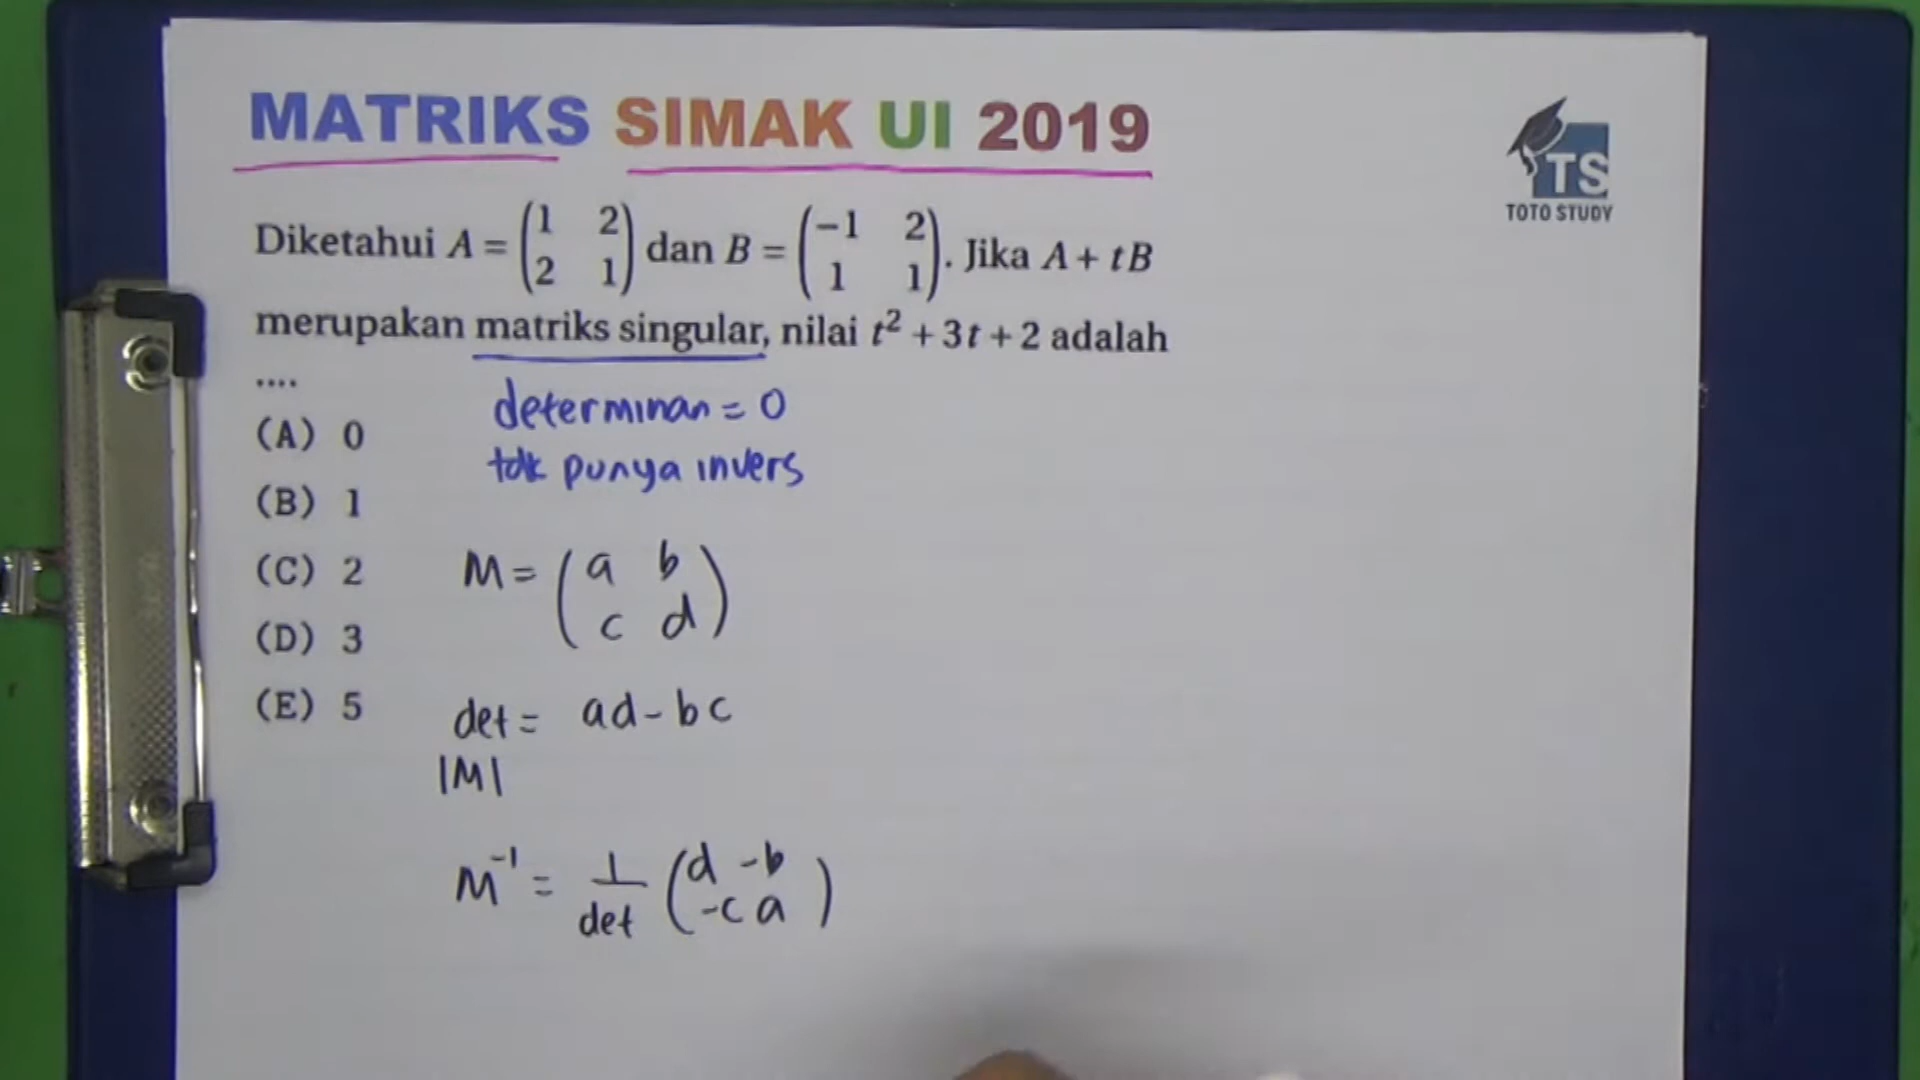 MATRIKS SIMAK UI 2019
TS
TOTO STUDY
Diketahui A = (1 2 / 2 1) dan B = (−1 2 / 1 1). Jika A + tB
merupakan matriks singular, nilai t² + 3t + 2 adalah
....
(A) 0
(B) 1
(C) 2
(D) 3
(E) 5
determinan = 0
tdk punya invers
M = (a b / c d)
det = ad - bc
|M|
M⁻¹ = 1/det (d -b / -c a)